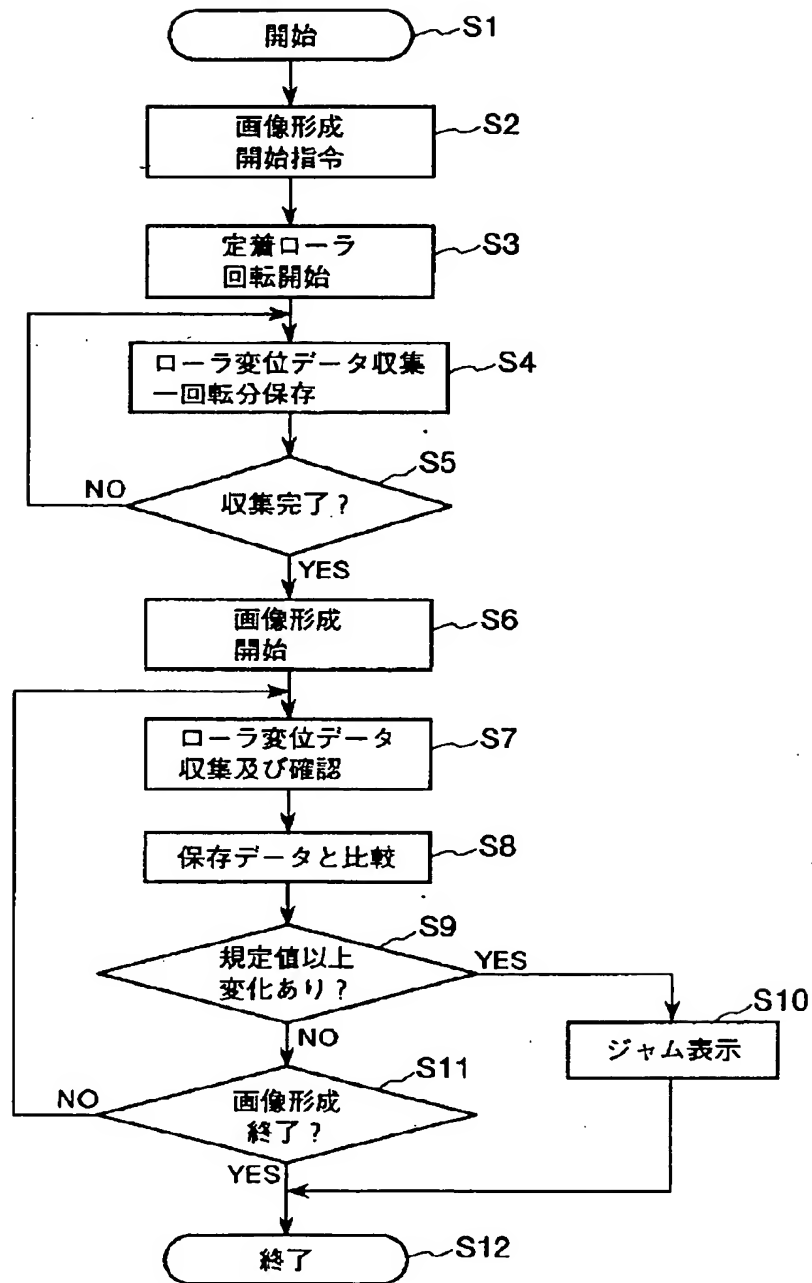 開始
S1
画像形成
開始指令
S2
定着ローラ
回転開始
S3
ローラ変位データ収集
一回転分保存
S4
S5
NO
収集完了？
YES
画像形成
開始
S6
ローラ変位データ
収集及び確認
S7
保存データと比較
S8
S9
規定値以上
変化あり？
YES
S10
NO
ジャム表示
S11
NO
画像形成
終了？
YES
終了
S12